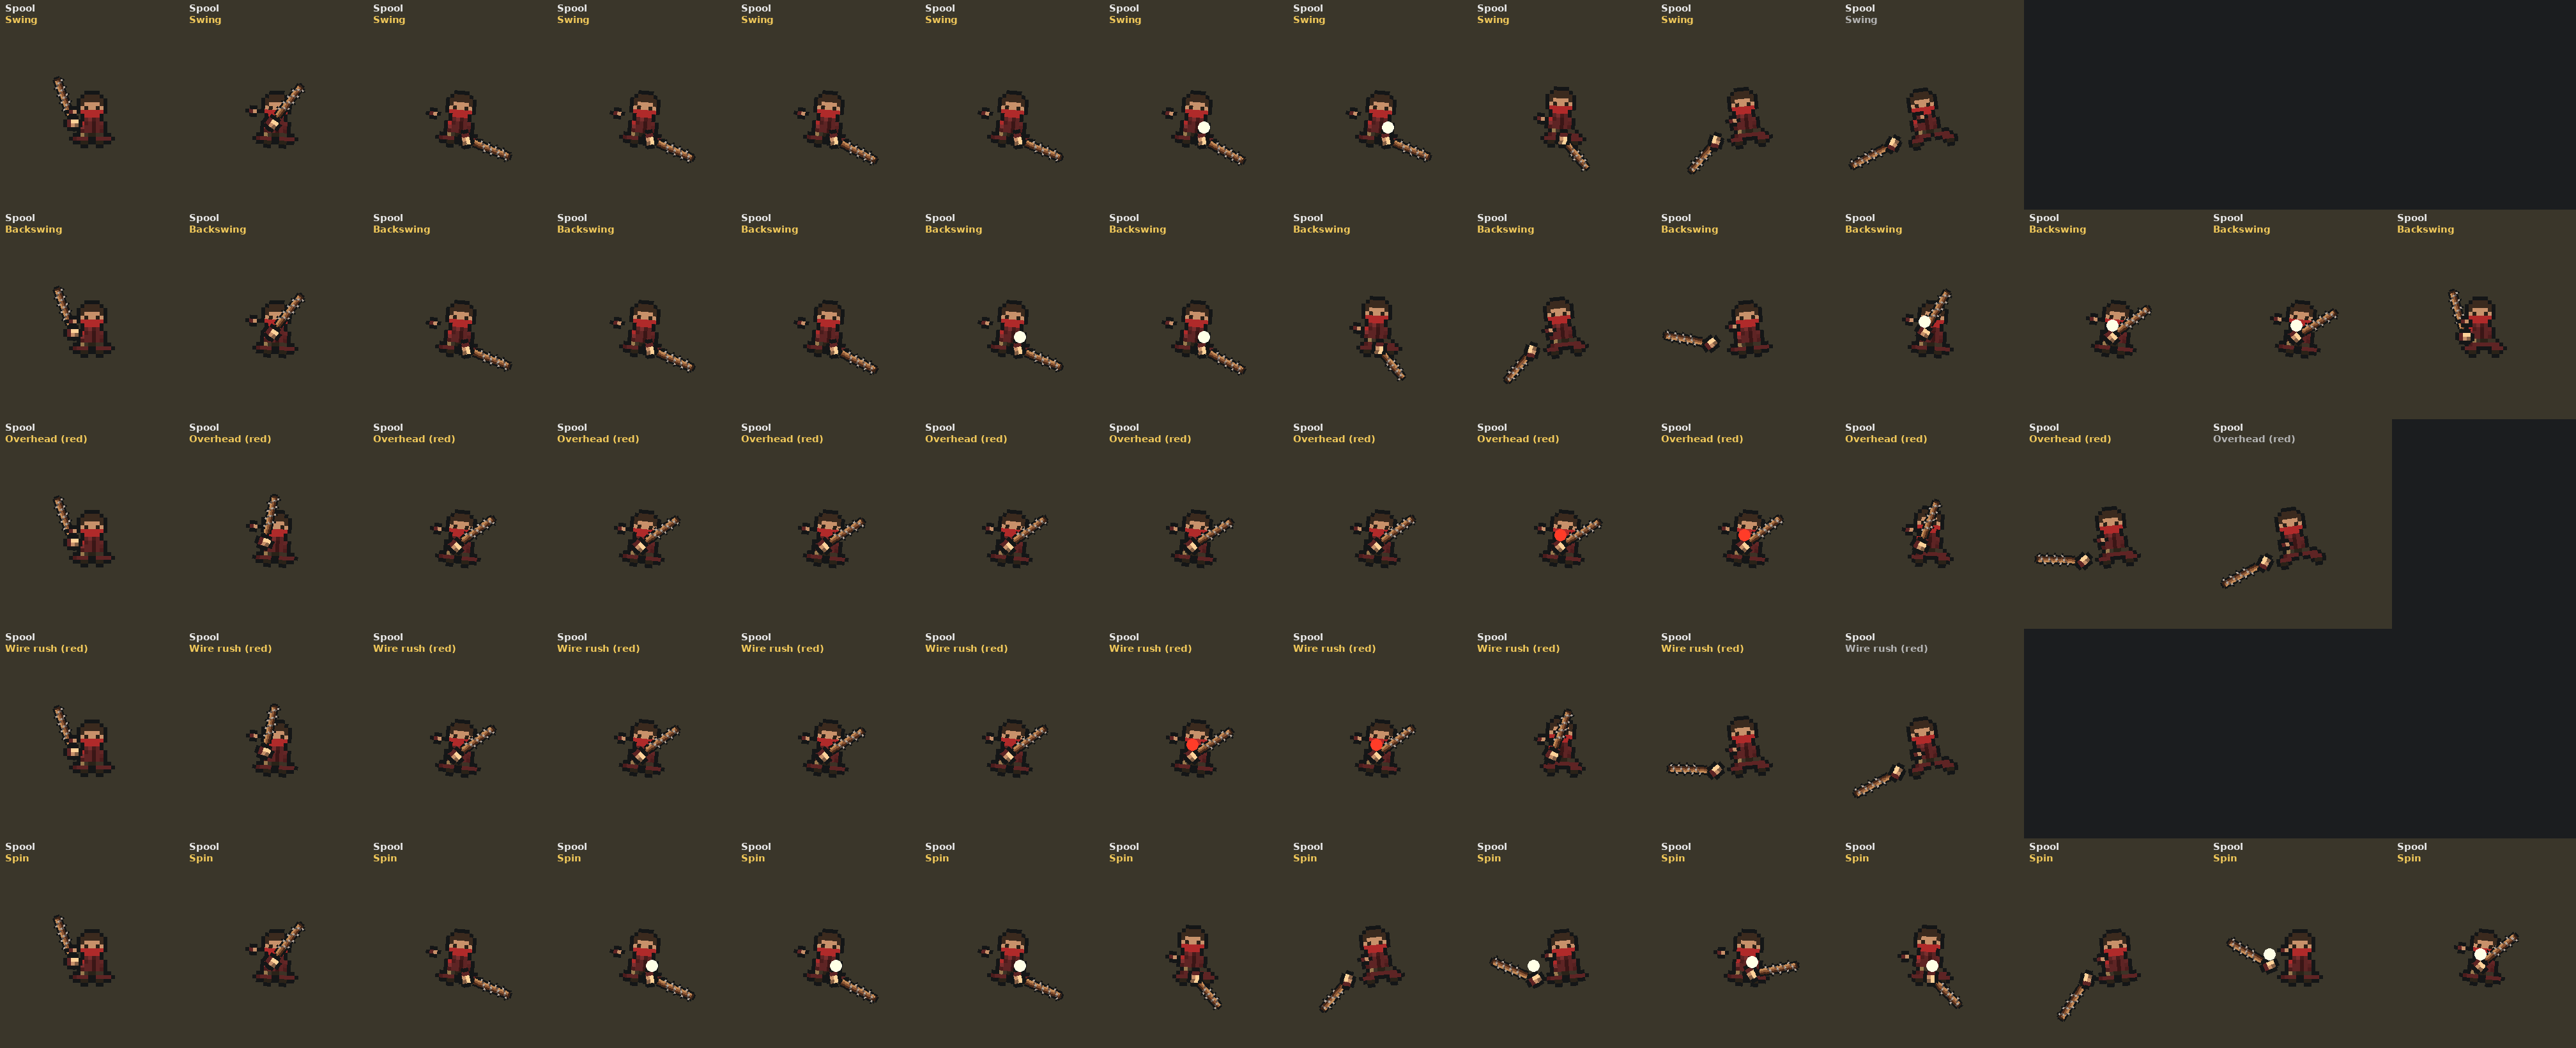 Spool Spool Spool Spool Spool Spool Spool Spool Spool Spool Spool
Swing Swing Swing Swing Swing Swing Swing Swing Swing Swing Swing
Spool Spool Spool Spool Spool Spool Spool Spool Spool Spool Spool Spool Spool Spool
Backswing Backswing Backswing Backswing Backswing Backswing Backswing Backswing Backswing Backswing Backswing Backswing Backswing Backswing
Spool Spool Spool Spool Spool Spool Spool Spool Spool Spool Spool Spool Spool
Overhead (red) Overhead (red) Overhead (red) Overhead (red) Overhead (red) Overhead (red) Overhead (red) Overhead (red) Overhead (red) Overhead (red) Overhead (red) Overhead (red) Overhead (red)
Spool Spool Spool Spool Spool Spool Spool Spool Spool Spool Spool
Wire rush (red) Wire rush (red) Wire rush (red) Wire rush (red) Wire rush (red) Wire rush (red) Wire rush (red) Wire rush (red) Wire rush (red) Wire rush (red) Wire rush (red)
Spool Spool Spool Spool Spool Spool Spool Spool Spool Spool Spool Spool Spool Spool
Spin Spin Spin Spin Spin Spin Spin Spin Spin Spin Spin Spin Spin Spin